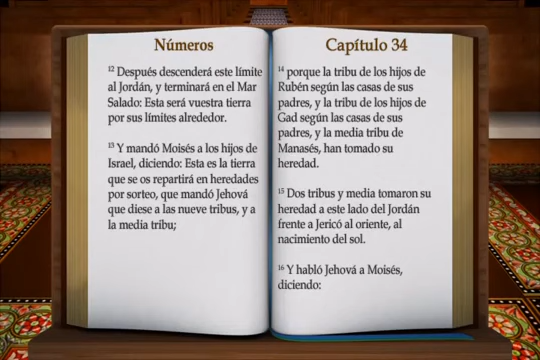 Números
12 Después descenderá este límite
al Jordán, y terminará en el Mar
Salado: Esta será vuestra tierra
por sus límites alrededor.
13 Y mandó Moisés a los hijos de
Israel, diciendo: Esta es la tierra
que se os repartirá en heredades
por sorteo, que mandó Jehová
que diese a las nueve tribus, y a
la media tribu;
Capítulo 34
14 porque la tribu de los hijos de
Rubén según las casas de sus
padres, y la tribu de los hijos de
Gad según las casas de sus
padres, y la media tribu de
Manasés, han tomado su
heredad.
15 Dos tribus y media tomaron su
heredad a este lado del Jordán
frente a Jericó al oriente, al
nacimiento del sol.
16 Y habló Jehová a Moisés,
diciendo: